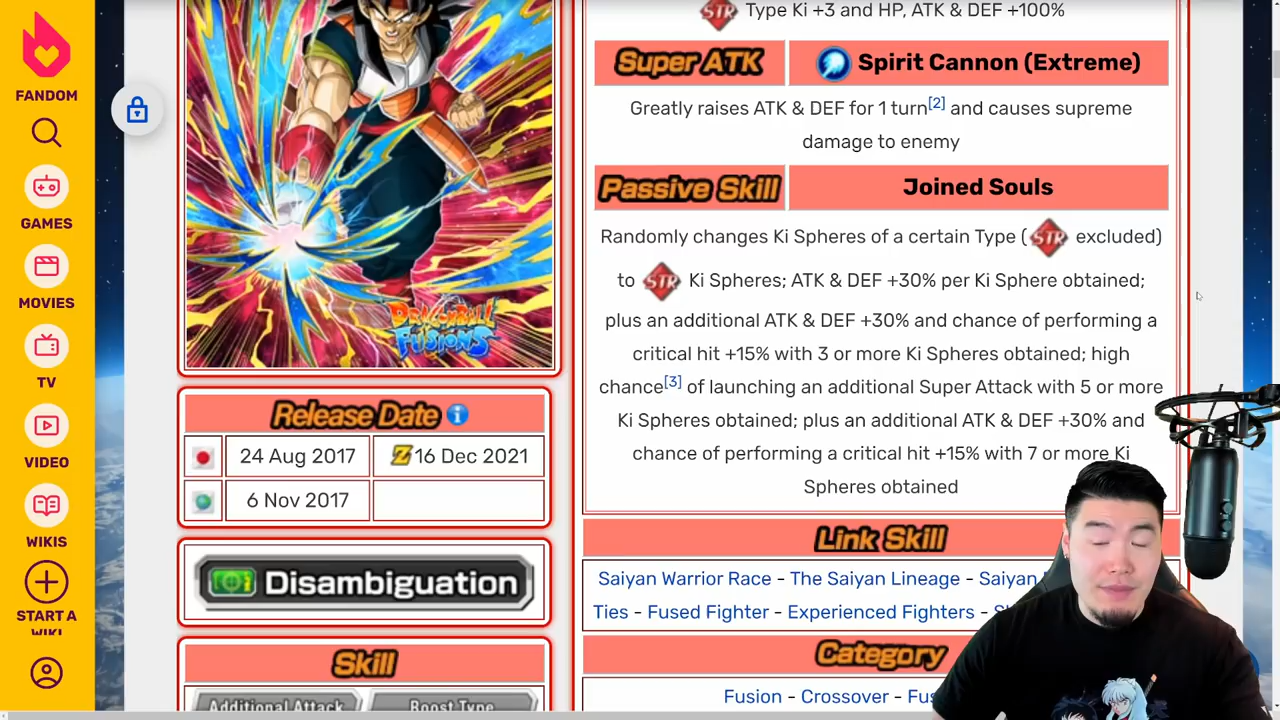 FANDOM
GAMES
MOVIES
TV
VIDEO
WIKIS
START A
DRAGONBALL
FUSIONS
Release Date i
24 Aug 2017 Z 16 Dec 2021
6 Nov 2017
Disambiguation
Skill
Additional Attack Boost Type
STR Type Ki +3 and HP, ATK & DEF +100%
Super ATK Spirit Cannon (Extreme)
Greatly raises ATK & DEF for 1 turn[2] and causes supreme
damage to enemy
Passive Skill Joined Souls
Randomly changes Ki Spheres of a certain Type ( STR excluded)
to STR Ki Spheres; ATK & DEF +30% per Ki Sphere obtained;
plus an additional ATK & DEF +30% and chance of performing a
critical hit +15% with 3 or more Ki Spheres obtained; high
chance[3] of launching an additional Super Attack with 5 or more
Ki Spheres obtained; plus an additional ATK & DEF +30% and
chance of performing a critical hit +15% with 7 or more Ki
Spheres obtained
Link Skill
Saiyan Warrior Race - The Saiyan Lineage - Saiyan
Ties - Fused Fighter - Experienced Fighters -
Category
Fusion - Crossover -